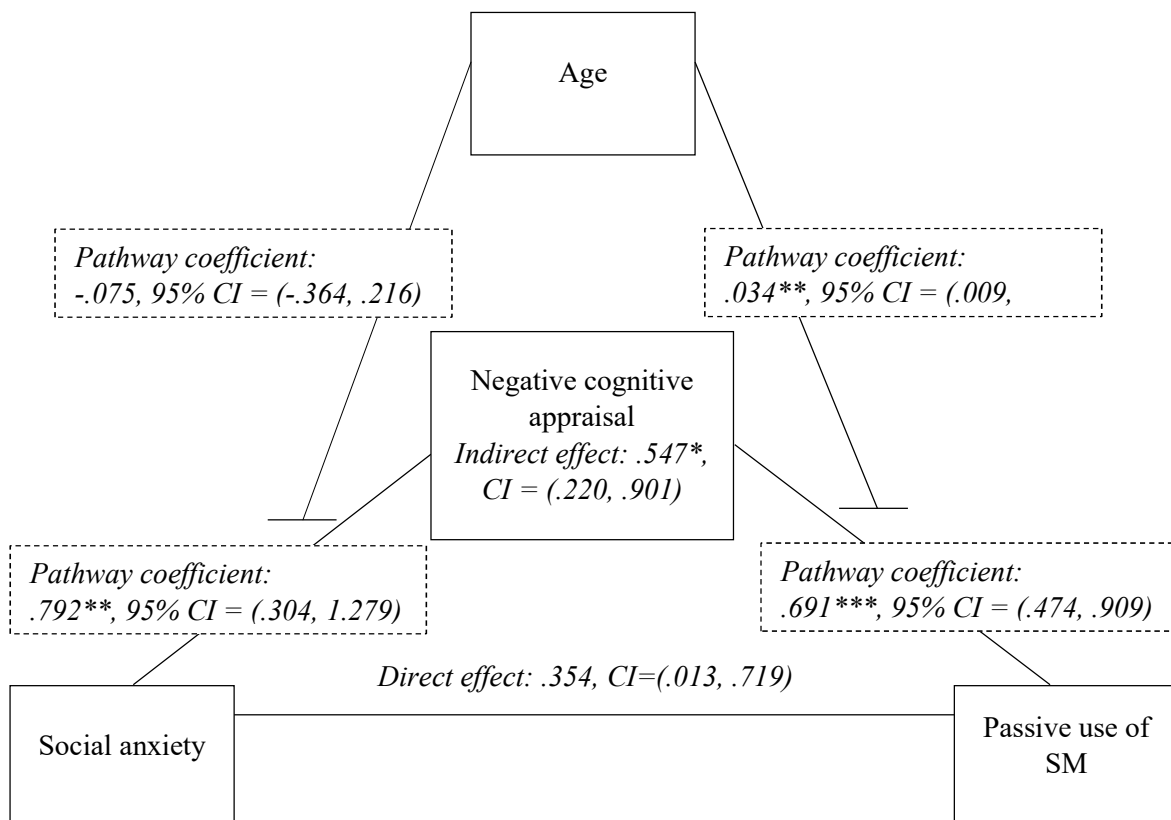 Age
Pathway coefficient:
-.075, 95% CI = (-.364, .216)
Pathway coefficient:
.034**, 95% CI = (.009,
Negative cognitive
appraisal
Indirect effect: .547*,
CI = (.220, .901)
Pathway coefficient:
.792**, 95% CI = (.304, 1.279)
Pathway coefficient:
.691***, 95% CI = (.474, .909)
Direct effect: .354, CI=(.013, .719)
Social anxiety
Passive use of
SM